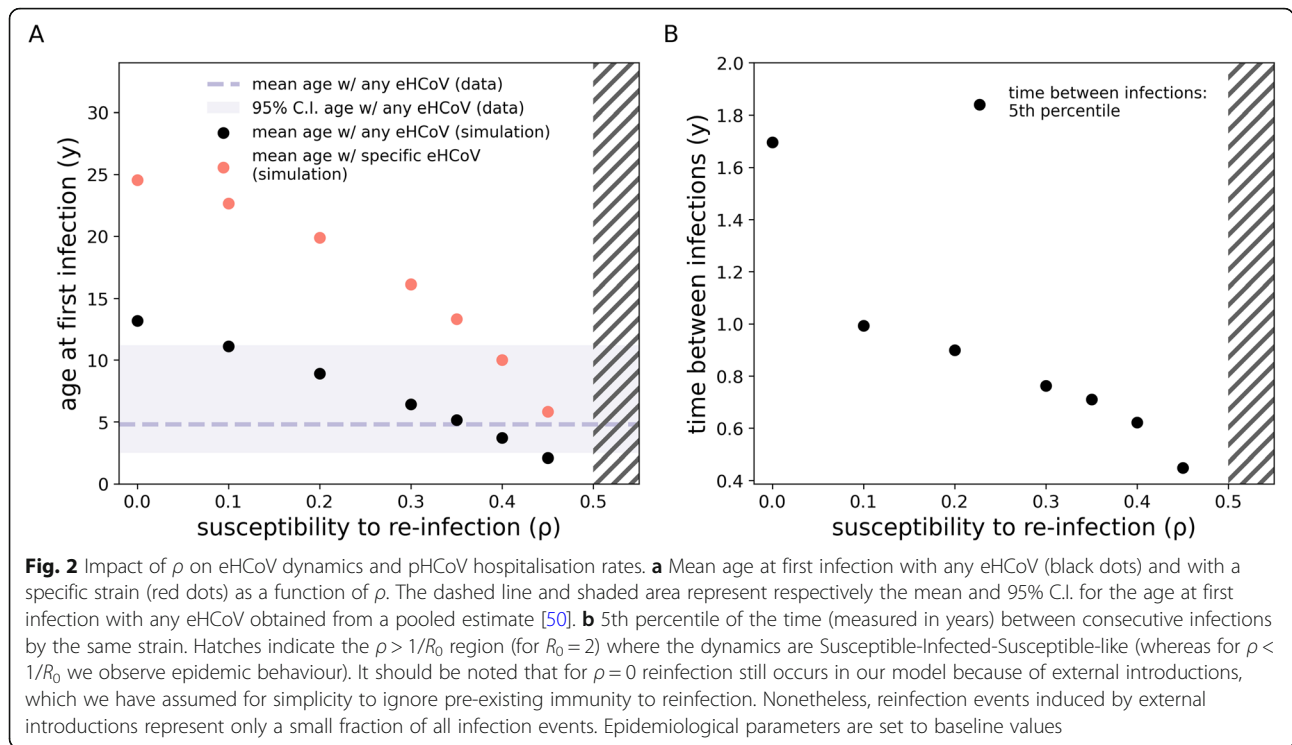 A
mean age w/ any eHCoV (data)
95% C.I. age w/ any eHCoV (data)
mean age w/ any eHCoV (simulation)
mean age w/ specific eHCoV
(simulation)
age at first infection (y)
30
25
20
15
10
5
0
0.0 0.1 0.2 0.3 0.4 0.5
susceptibility to re-infection (ρ)
B
time between infections:
5th percentile
time between infections (y)
2.0
1.8
1.6
1.4
1.2
1.0
0.8
0.6
0.4
0.0 0.1 0.2 0.3 0.4 0.5
susceptibility to re-infection (ρ)
Fig. 2 Impact of ρ on eHCoV dynamics and pHCoV hospitalisation rates. a Mean age at first infection with any eHCoV (black dots) and with a
specific strain (red dots) as a function of ρ. The dashed line and shaded area represent respectively the mean and 95% C.I. for the age at first
infection with any eHCoV obtained from a pooled estimate [50]. b 5th percentile of the time (measured in years) between consecutive infections
by the same strain. Hatches indicate the ρ > 1/R0 region (for R0 = 2) where the dynamics are Susceptible-Infected-Susceptible-like (whereas for ρ <
1/R0 we observe epidemic behaviour). It should be noted that for ρ = 0 reinfection still occurs in our model because of external introductions,
which we have assumed for simplicity to ignore pre-existing immunity to reinfection. Nonetheless, reinfection events induced by external
introductions represent only a small fraction of all infection events. Epidemiological parameters are set to baseline values